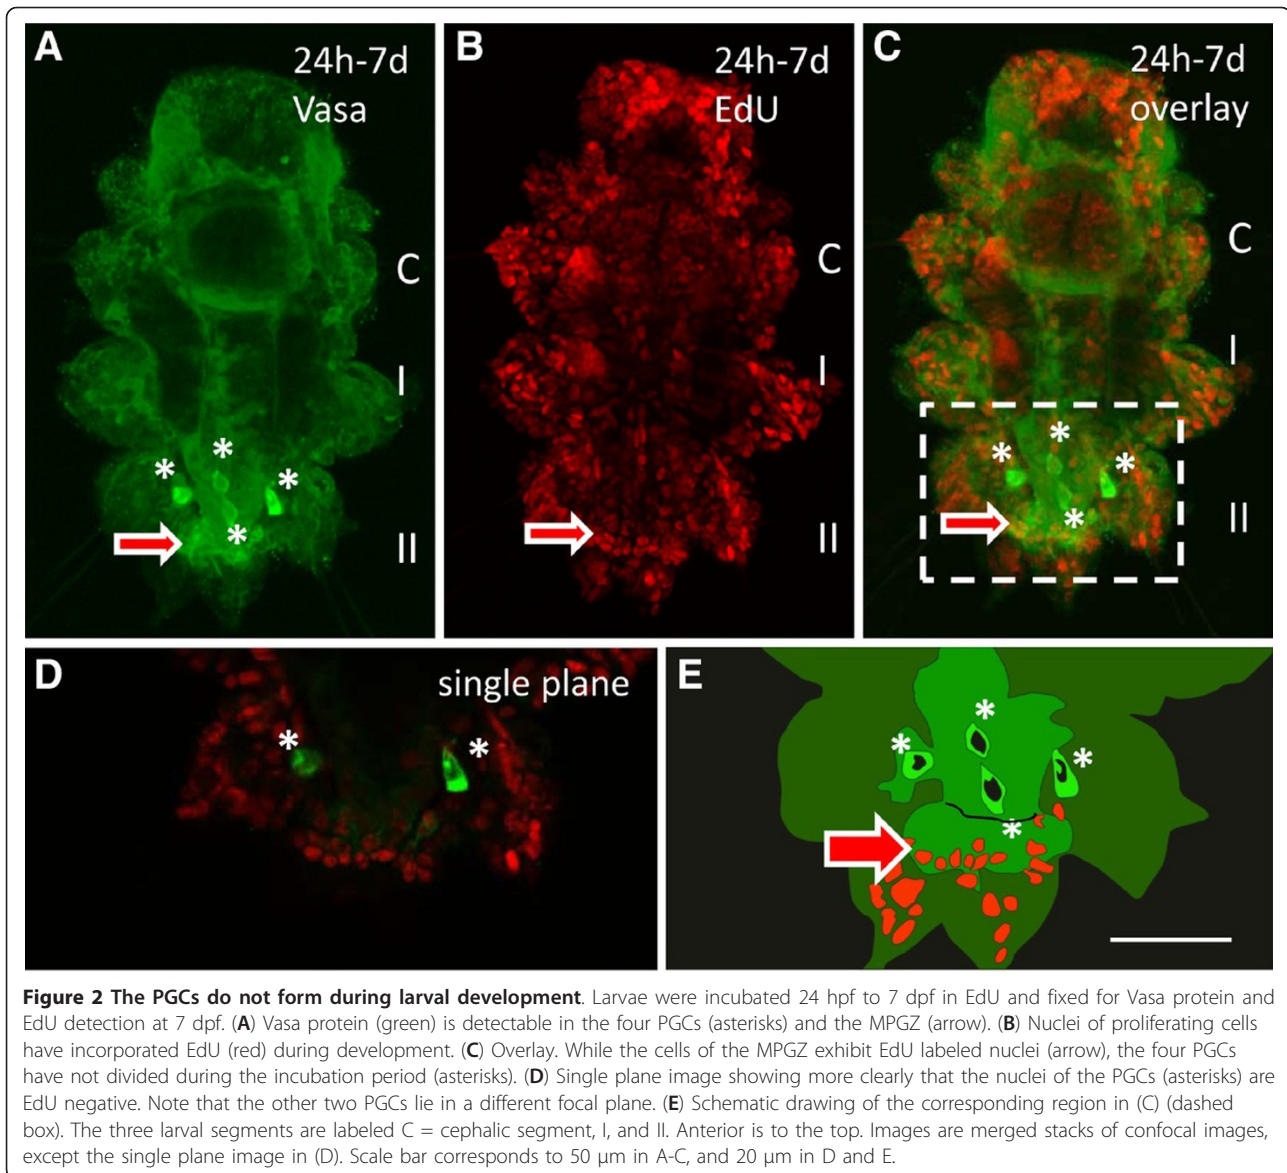 A
24h-7d
Vasa
C
I
*
*
*
*
II
B
24h-7d
EdU
C
I
II
C
24h-7d
overlay
C
I
*
*
*
*
II
D
single plane
*
*
E
*
*
*
*
Figure 2 The PGCs do not form during larval development. Larvae were incubated 24 hpf to 7 dpf in EdU and fixed for Vasa protein and
EdU detection at 7 dpf. (A) Vasa protein (green) is detectable in the four PGCs (asterisks) and the MPGZ (arrow). (B) Nuclei of proliferating cells
have incorporated EdU (red) during development. (C) Overlay. While the cells of the MPGZ exhibit EdU labeled nuclei (arrow), the four PGCs
have not divided during the incubation period (asterisks). (D) Single plane image showing more clearly that the nuclei of the PGCs (asterisks) are
EdU negative. Note that the other two PGCs lie in a different focal plane. (E) Schematic drawing of the corresponding region in (C) (dashed
box). The three larval segments are labeled C = cephalic segment, I, and II. Anterior is to the top. Images are merged stacks of confocal images,
except the single plane image in (D). Scale bar corresponds to 50 μm in A-C, and 20 μm in D and E.